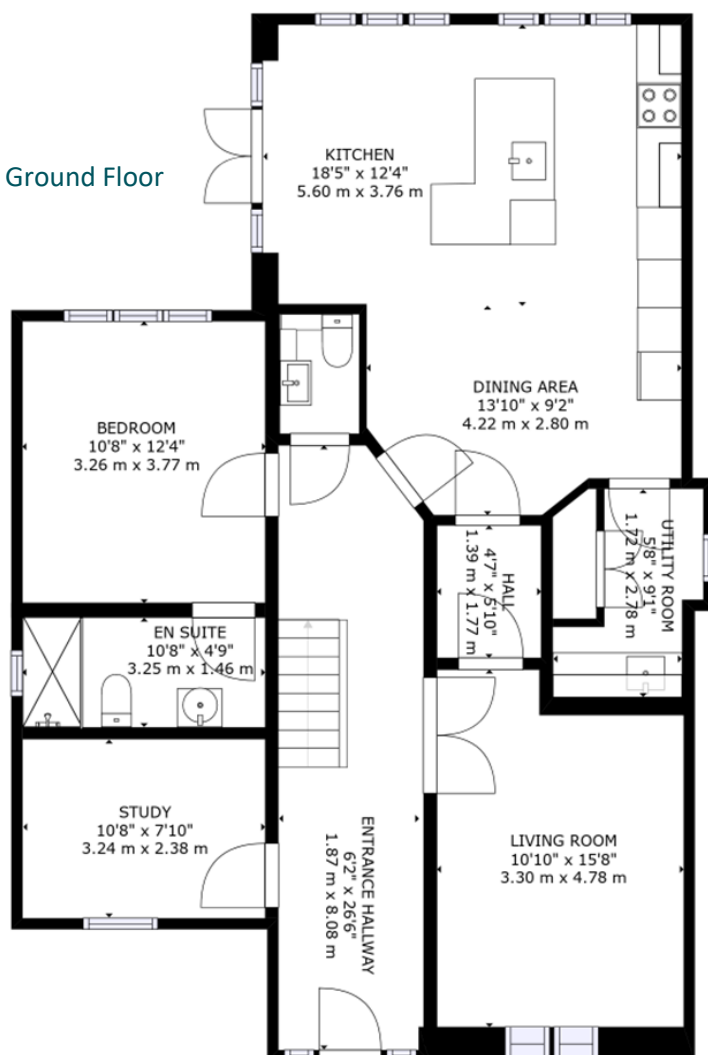 Ground Floor
KITCHEN
18'5" x 12'4"
5.60 m x 3.76 m
DINING AREA
13'10" x 9'2"
4.22 m x 2.80 m
BEDROOM
10'8" x 12'4"
3.26 m x 3.77 m
UTILITY ROOM
5'8" x 9'1"
1.72 m x 2.78 m
HALL
4'7" x 5'10"
1.39 m x 1.77 m
EN SUITE
10'8" x 4'9"
3.25 m x 1.46 m
STUDY
10'8" x 7'10"
3.24 m x 2.38 m
ENTRANCE HALLWAY
6'2" x 26'6"
1.87 m x 8.08 m
LIVING ROOM
10'10" x 15'8"
3.30 m x 4.78 m